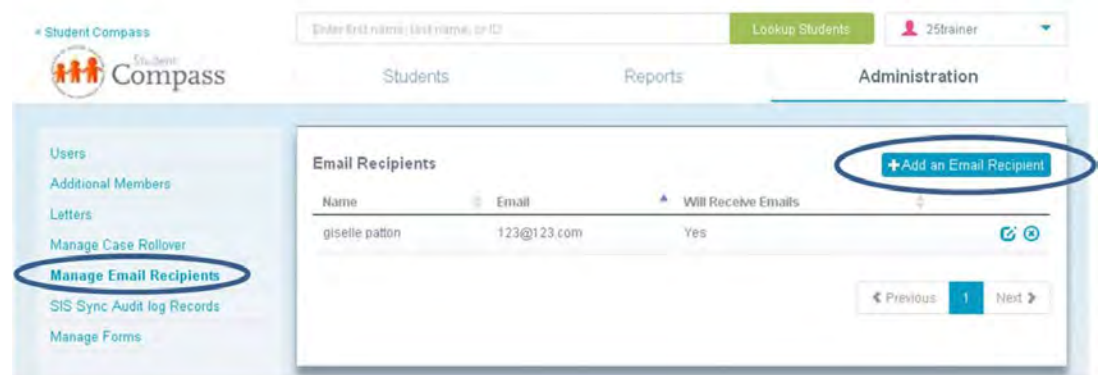 « Student Compass
Enter first name, last name, or ID
Lookup Students
25trainer
Student
Compass
Students
Reports
Administration
Users
Additional Members
Letters
Manage Case Rollover
Manage Email Recipients
SIS Sync Audit log Records
Manage Forms
Email Recipients
+Add an Email Recipient
Name Email Will Receive Emails
giselle patton 123@123.com Yes
Previous 1 Next